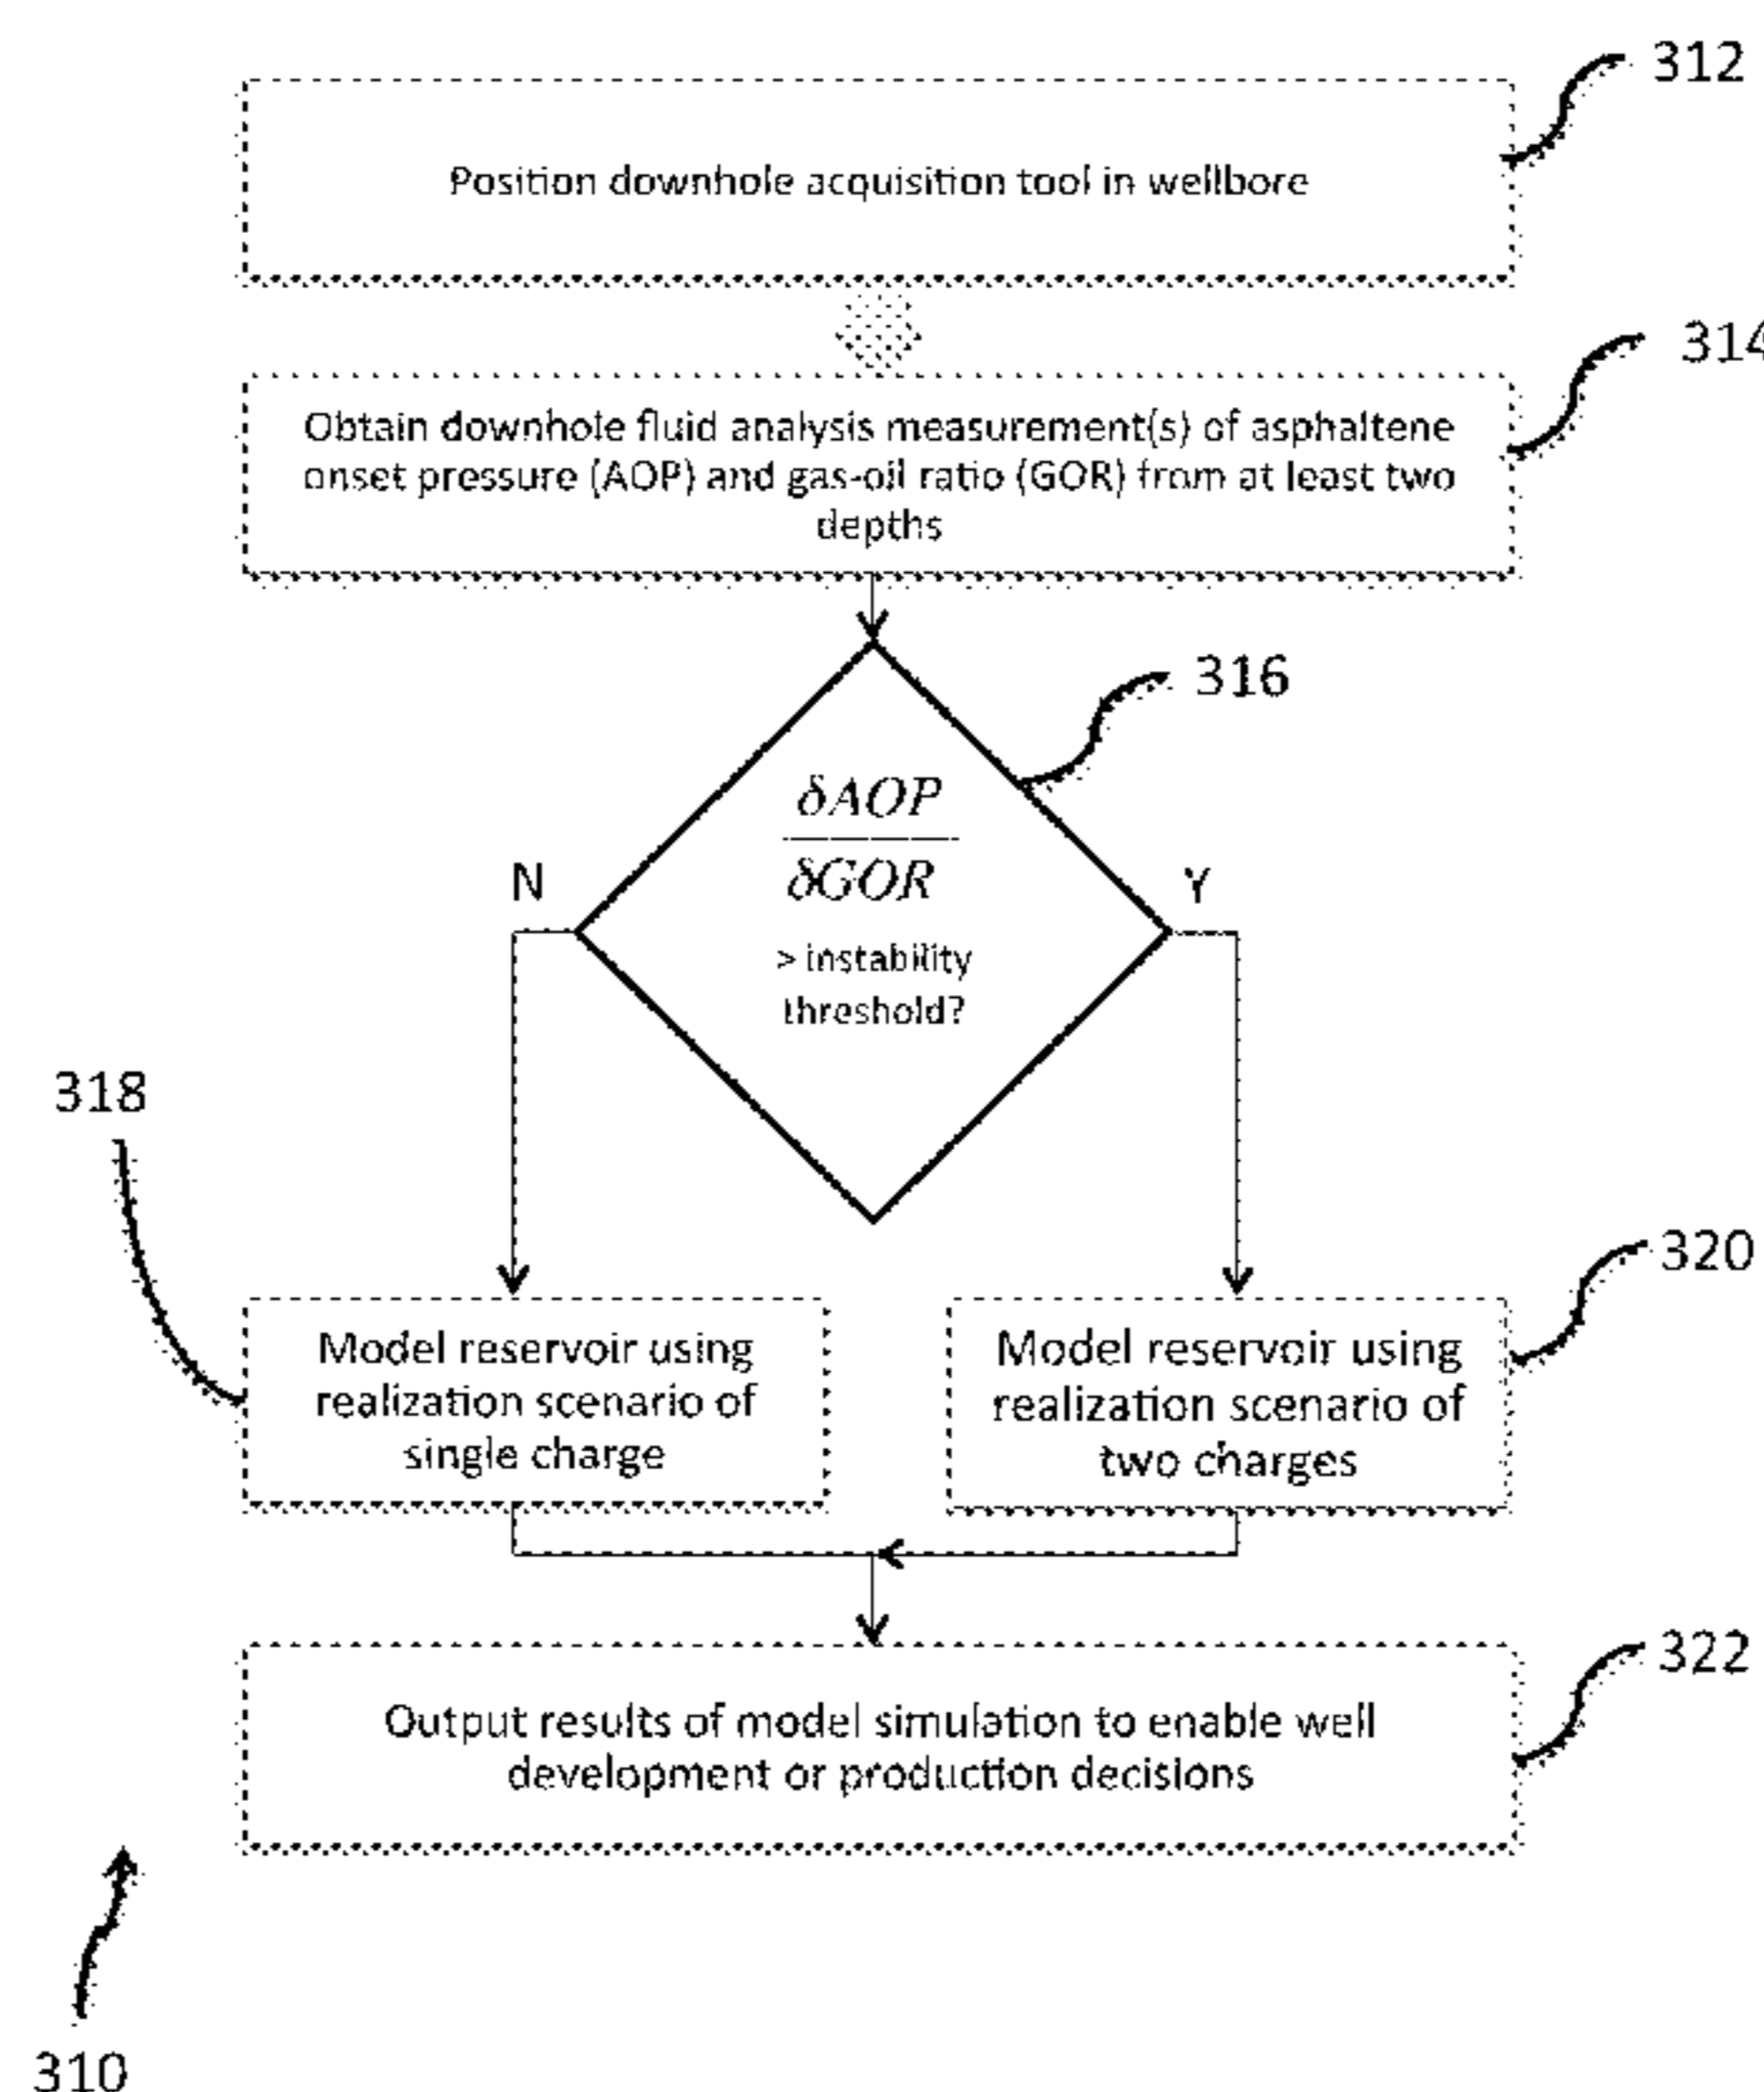 312
Position downhole acquisition tool in wellbore
314
Obtain downhole fluid analysis measurement(s) of asphaltene
onset pressure (AOP) and gas-oil ratio (GOR) from at least two
depths
316
δAOP
δGOR
N
Y
> instability
threshold?
318
320
Model reservoir using
realization scenario of
single charge
Model reservoir using
realization scenario of
two charges
322
Output results of model simulation to enable well
development or production decisions
310